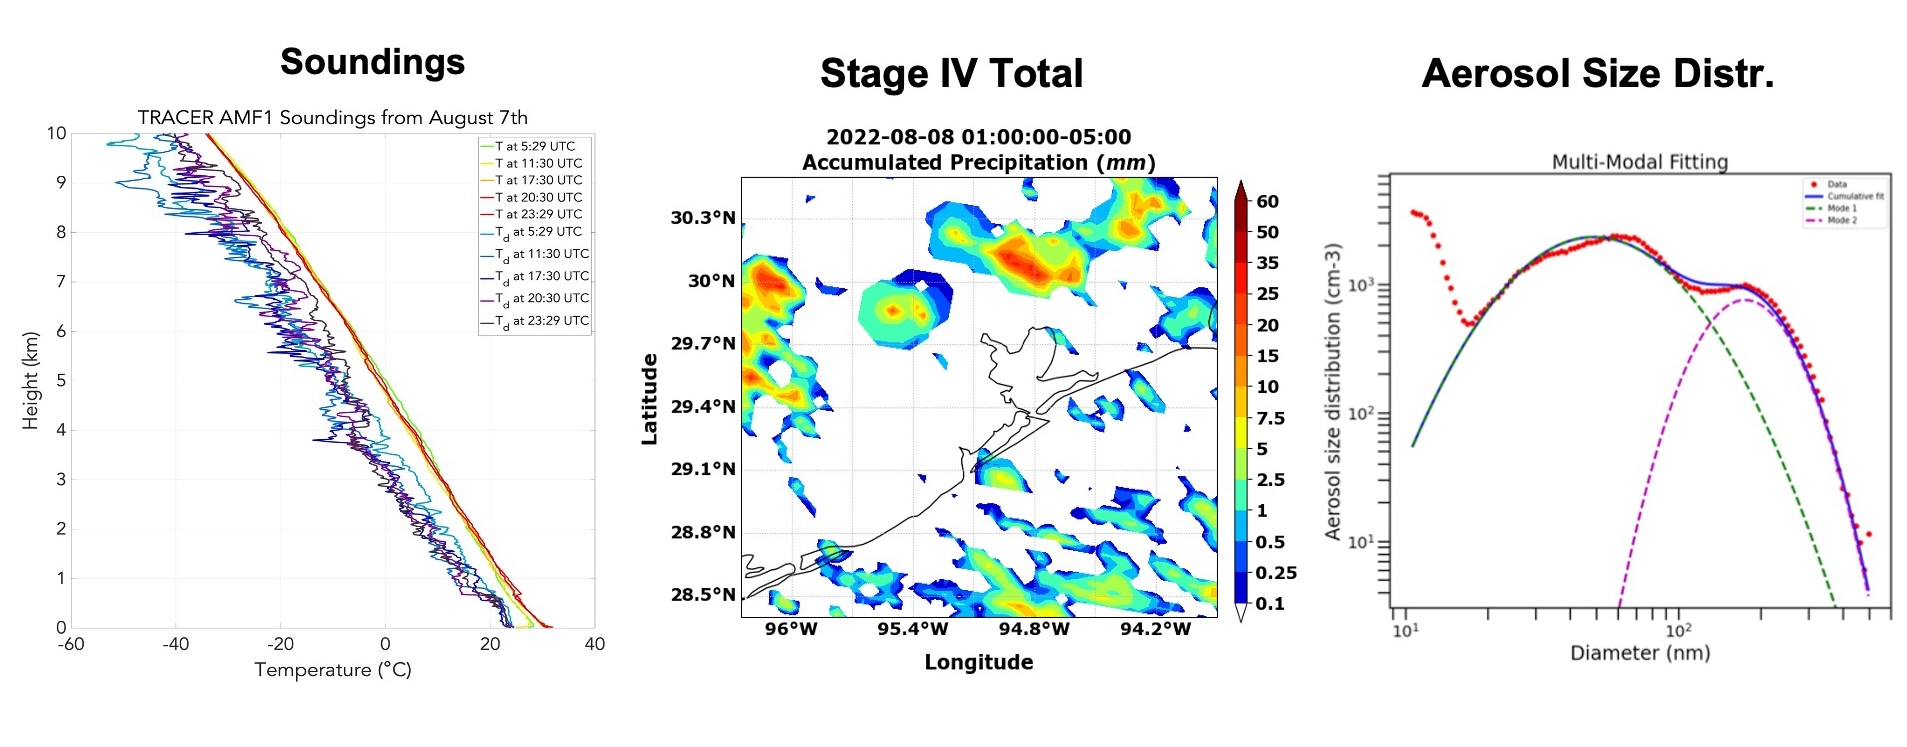 Soundings
TRACER AMF1 Soundings from August 7th
10
9
8
7
6
5
4
3
2
1
0
Height (km)
-60 -40 -20 0 20 40
Temperature (°C)
T at 5:29 UTC
T at 11:30 UTC
T at 17:30 UTC
T at 20:30 UTC
T at 23:29 UTC
Td at 5:29 UTC
Td at 11:30 UTC
Td at 17:30 UTC
Td at 20:30 UTC
Td at 23:29 UTC
Stage IV Total
2022-08-08 01:00:00-05:00
Accumulated Precipitation (mm)
30.3°N
30°N
29.7°N
29.4°N
29.1°N
28.8°N
28.5°N
Latitude
96°W 95.4°W 94.8°W 94.2°W
Longitude
60
50
35
25
20
15
10
7.5
5
2.5
1
0.5
0.25
0.1
Aerosol Size Distr.
Multi-Modal Fitting
Data
Cumulative fit
Mode 1
Mode 2
10³
10²
10¹
Aerosol size distribution (cm-3)
10¹ 10²
Diameter (nm)